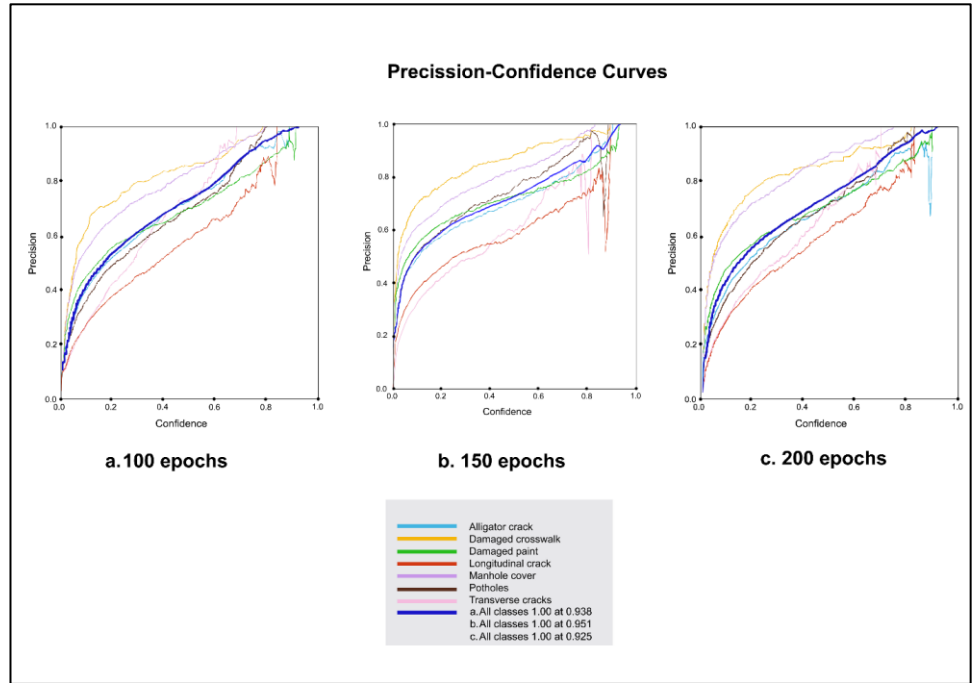 Precission-Confidence Curves
1.0
0.8
0.6
0.4
0.2
0.0
Precision
0.0 0.2 0.4 0.6 0.8 1.0
Confidence
a.100 epochs
1.0
0.8
0.6
0.4
0.2
0.0
Precision
0.0 0.2 0.4 0.6 0.8 1.0
Confidence
b. 150 epochs
1.0
0.8
0.6
0.4
0.2
0.0
Precision
0.0 0.2 0.4 0.6 0.8 1.0
Confidence
c. 200 epochs
Alligator crack
Damaged crosswalk
Damaged paint
Longitudinal crack
Manhole cover
Potholes
Transverse cracks
a.All classes 1.00 at 0.938
b.All classes 1.00 at 0.951
c.All classes 1.00 at 0.925